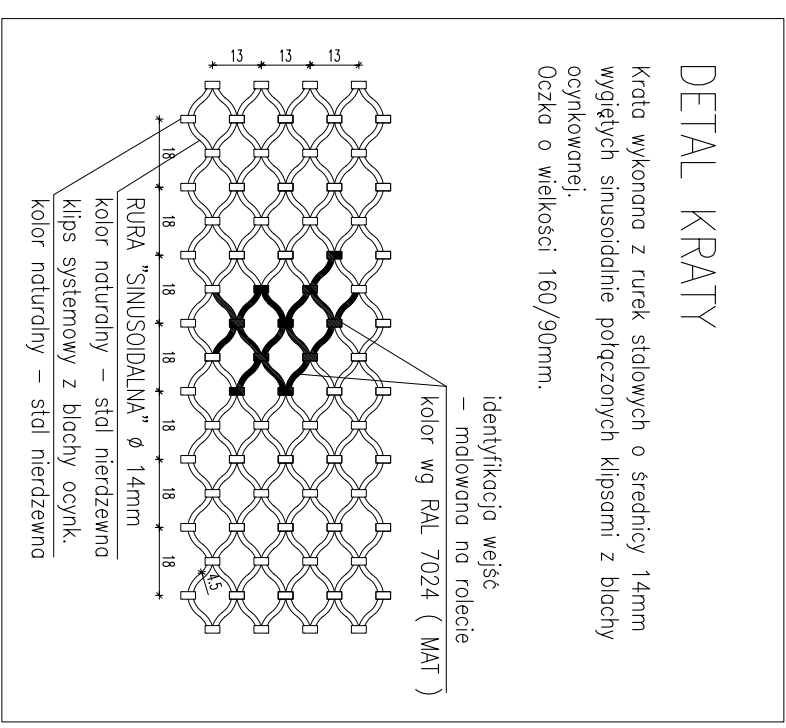 DETAL KRATY
Krata wykonana z rurek stalowych o średnicy 14mm
wygiętych sinusoidalnie połączonych klipsami z blachy
ocynkowanej.
Oczka o wielkości 160/90mm.
identyfikacja wejść
– malowana na rolecie
kolor wg RAL 7024 ( MAT )
13
13
13
18
18
18
18
18
18
18
4.5
RURA "SINUSOIDALNA" ø 14mm
kolor naturalny – stal nierdzewna
klips systemowy z blachy ocynk.
kolor naturalny – stal nierdzewna